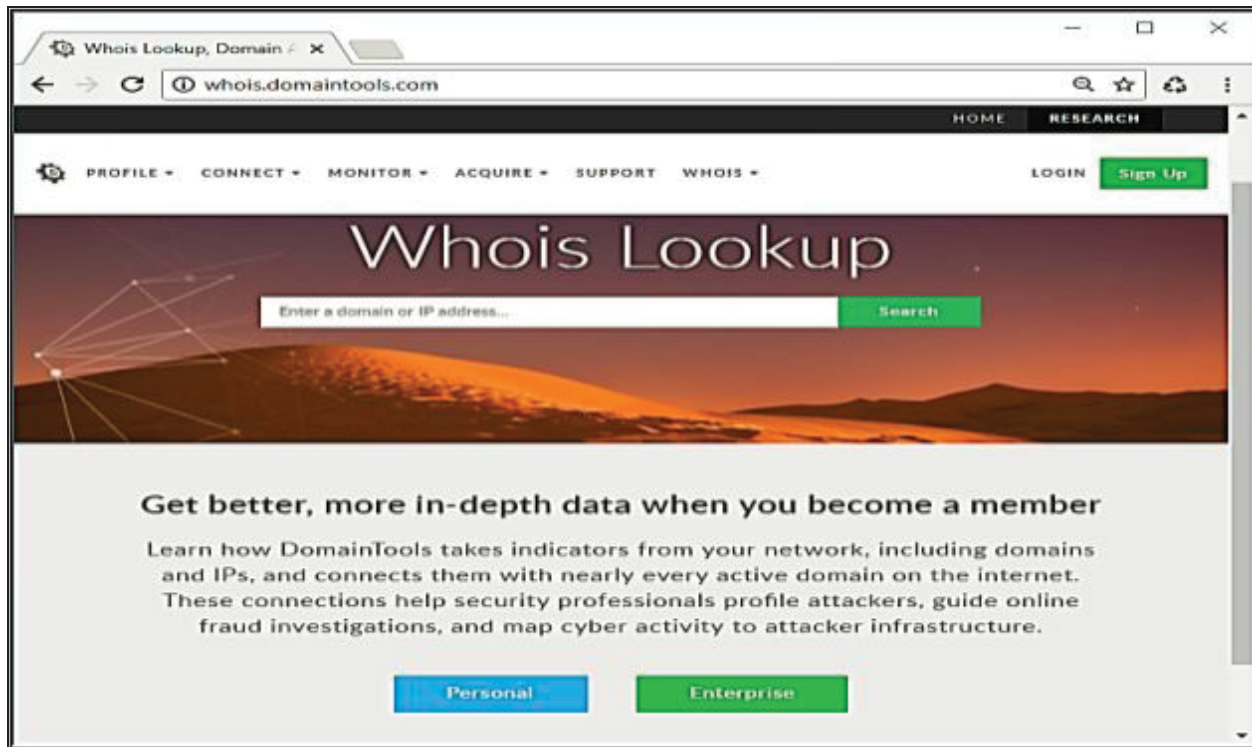 Whois Lookup, Domain A
whois.domaintools.com
HOME RESEARCH
PROFILE CONNECT MONITOR ACQUIRE SUPPORT WHOIS LOGIN Sign Up
Whois Lookup
Enter a domain or IP address... Search
Get better, more in-depth data when you become a member
Learn how DomainTools takes indicators from your network, including domains
and IPs, and connects them with nearly every active domain on the internet.
These connections help security professionals profile attackers, guide online
fraud investigations, and map cyber activity to attacker infrastructure.
Personal Enterprise